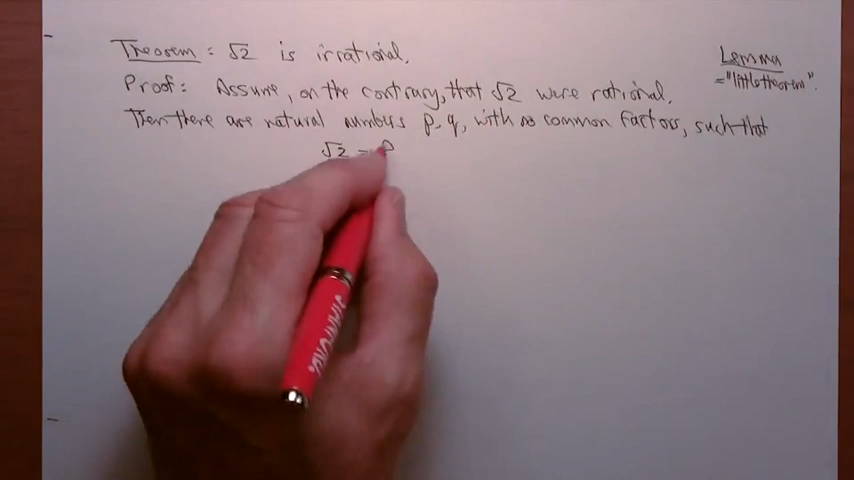 Theorem: √2 is irrational.
Proof: Assume, on the contrary, that √2 were rational.
Then there are natural numbers p, q, with no common factors, such that
√2 = p
Lemma
="little theorem".